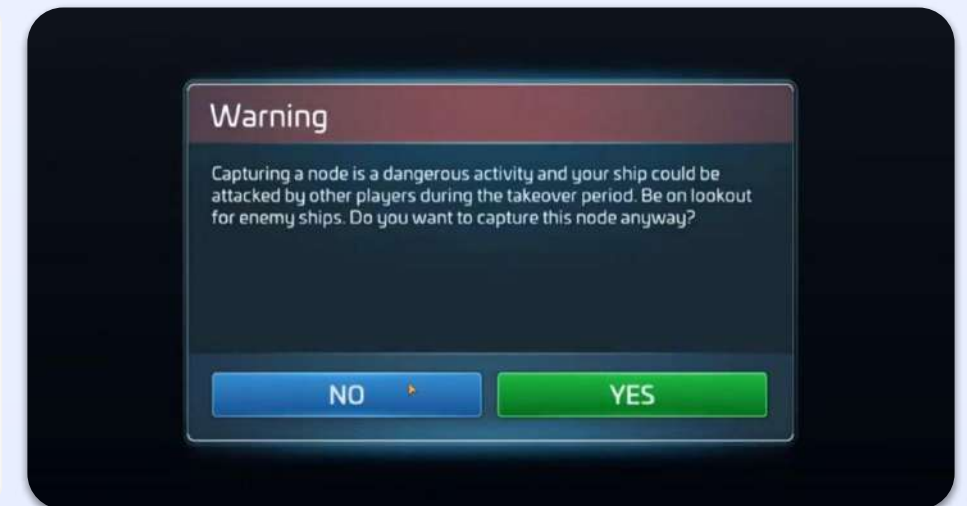 Warning
Capturing a node is a dangerous activity and your ship could be
attacked by other players during the takeover period. Be on lookout
for enemy ships. Do you want to capture this node anyway?
NO
YES